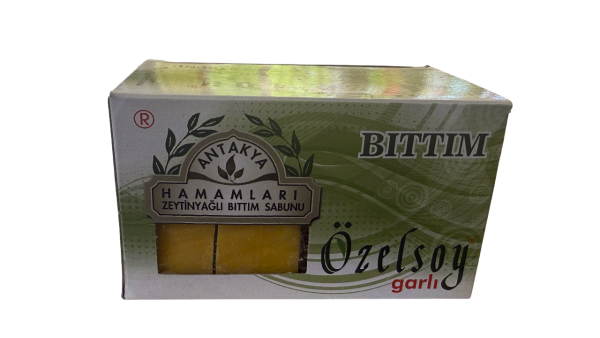 ®
BITTIM
ANTAKYA
HAMAMLARI
ZEYTİNYAĞLI BITTIM SABUNU
Özelsoy
garlı